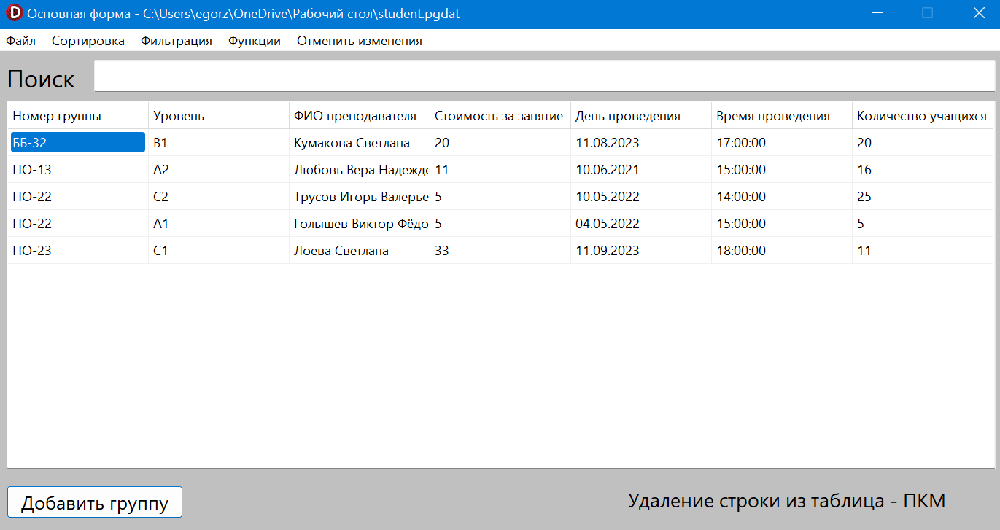 Основная форма - C:\Users\egorz\OneDrive\Рабочий стол\student.pgdat
Файл Сортировка Фильтрация Функции Отменить изменения
Поиск
Номер группы Уровень ФИО преподавателя Стоимость за занятие День проведения Время проведения Количество учащихся
ББ-32 B1 Кумакова Светлана 20 11.08.2023 17:00:00 20
ПО-13 A2 Любовь Вера Надеждс 11 10.06.2021 15:00:00 16
ПО-22 C2 Трусов Игорь Валерье 5 10.05.2022 14:00:00 25
ПО-22 A1 Голышев Виктор Фёдо 5 04.05.2022 15:00:00 5
ПО-23 C1 Лоева Светлана 33 11.09.2023 18:00:00 11
Добавить группу Удаление строки из таблица - ПКМ